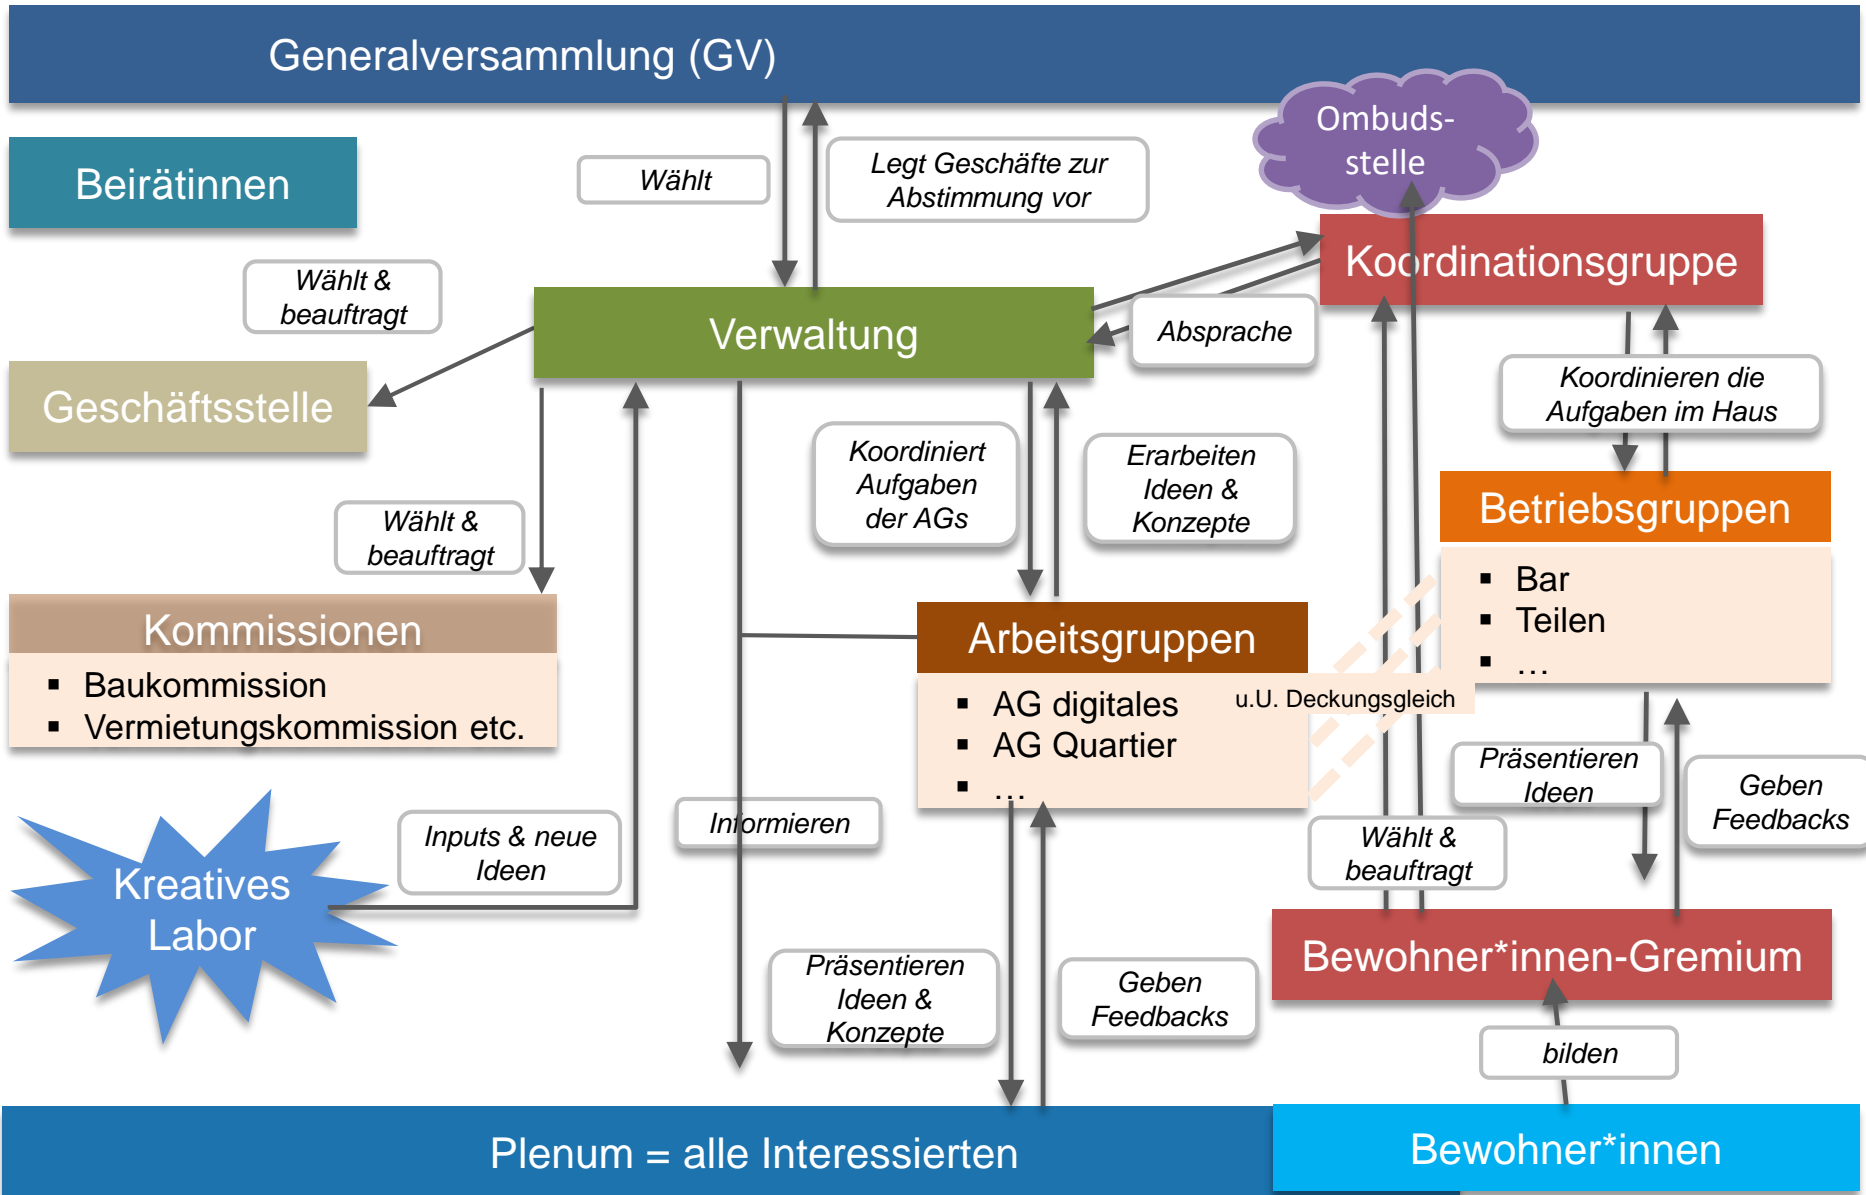 Generalversammlung (GV)
Ombuds-
stelle
Beirätinnen
Wählt
Legt Geschäfte zur
Abstimmung vor
Koordinationsgruppe
Wählt &
beauftragt
Verwaltung
Absprache
Geschäftsstelle
Koordinieren die
Aufgaben im Haus
Koordiniert
Aufgaben
der AGs
Erarbeiten
Ideen &
Konzepte
Wählt &
beauftragt
Betriebsgruppen
▪ Bar
▪ Teilen
▪ ...
Kommissionen
▪ Baukommission
▪ Vermietungskommission etc.
Arbeitsgruppen
▪ AG digitales
▪ AG Quartier
▪ ...
u.U. Deckungsgleich
Präsentieren
Ideen
Geben
Feedbacks
Kreatives
Labor
Inputs & neue
Ideen
Informieren
Wählt &
beauftragt
Bewohner*innen-Gremium
Präsentieren
Ideen &
Konzepte
Geben
Feedbacks
bilden
Plenum = alle Interessierten
Bewohner*innen